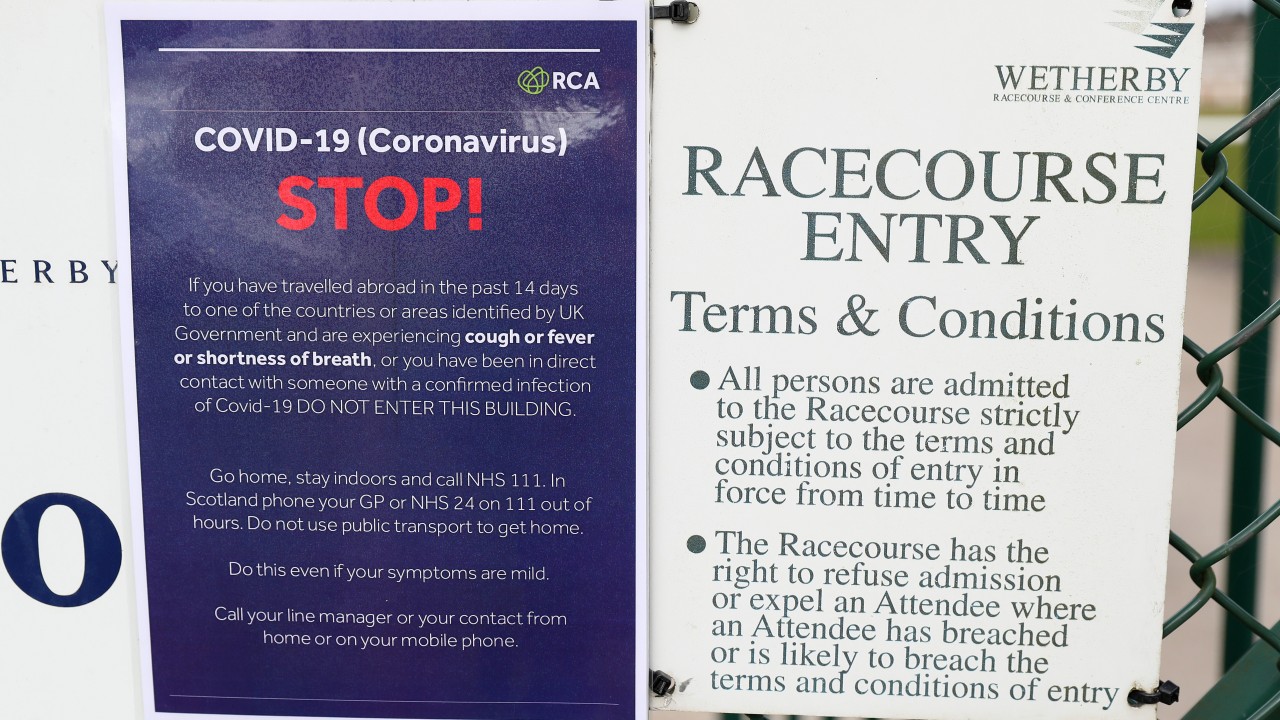 ERBY
O
RCA
COVID-19 (Coronavirus)
STOP!
If you have travelled abroad in the past 14 days
to one of the countries or areas identified by UK
Government and are experiencing cough or fever
or shortness of breath, or you have been in direct
contact with someone with a confirmed infection
of Covid-19 DO NOT ENTER THIS BUILDING.
Go home, stay indoors and call NHS 111. In
Scotland phone your GP or NHS 24 on 111 out of
hours. Do not use public transport to get home.
Do this even if your symptoms are mild.
Call your line manager or your contact from
home or on your mobile phone.
WETHERBY
RACECOURSE & CONFERENCE CENTRE
RACECOURSE
ENTRY
Terms & Conditions
● All persons are admitted
to the Racecourse strictly
subject to the terms and
conditions of entry in
force from time to time
● The Racecourse has the
right to refuse admission
or expel an Attendee where
an Attendee has breached
or is likely to breach the
terms and conditions of entry